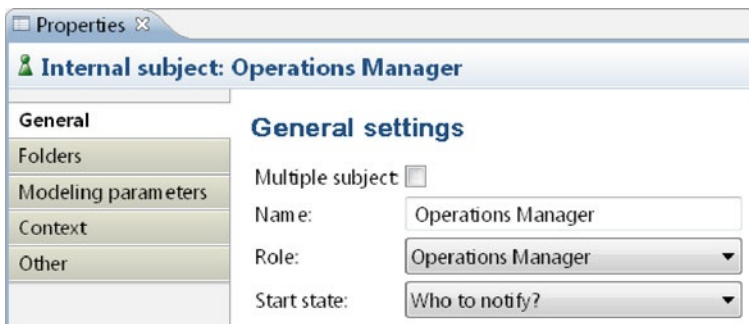 Properties
Internal subject: Operations Manager
General
Folders
Modeling parameters
Context
Other
General settings
Multiple subject
Name: Operations Manager
Role: Operations Manager
Start state: Who to notify?